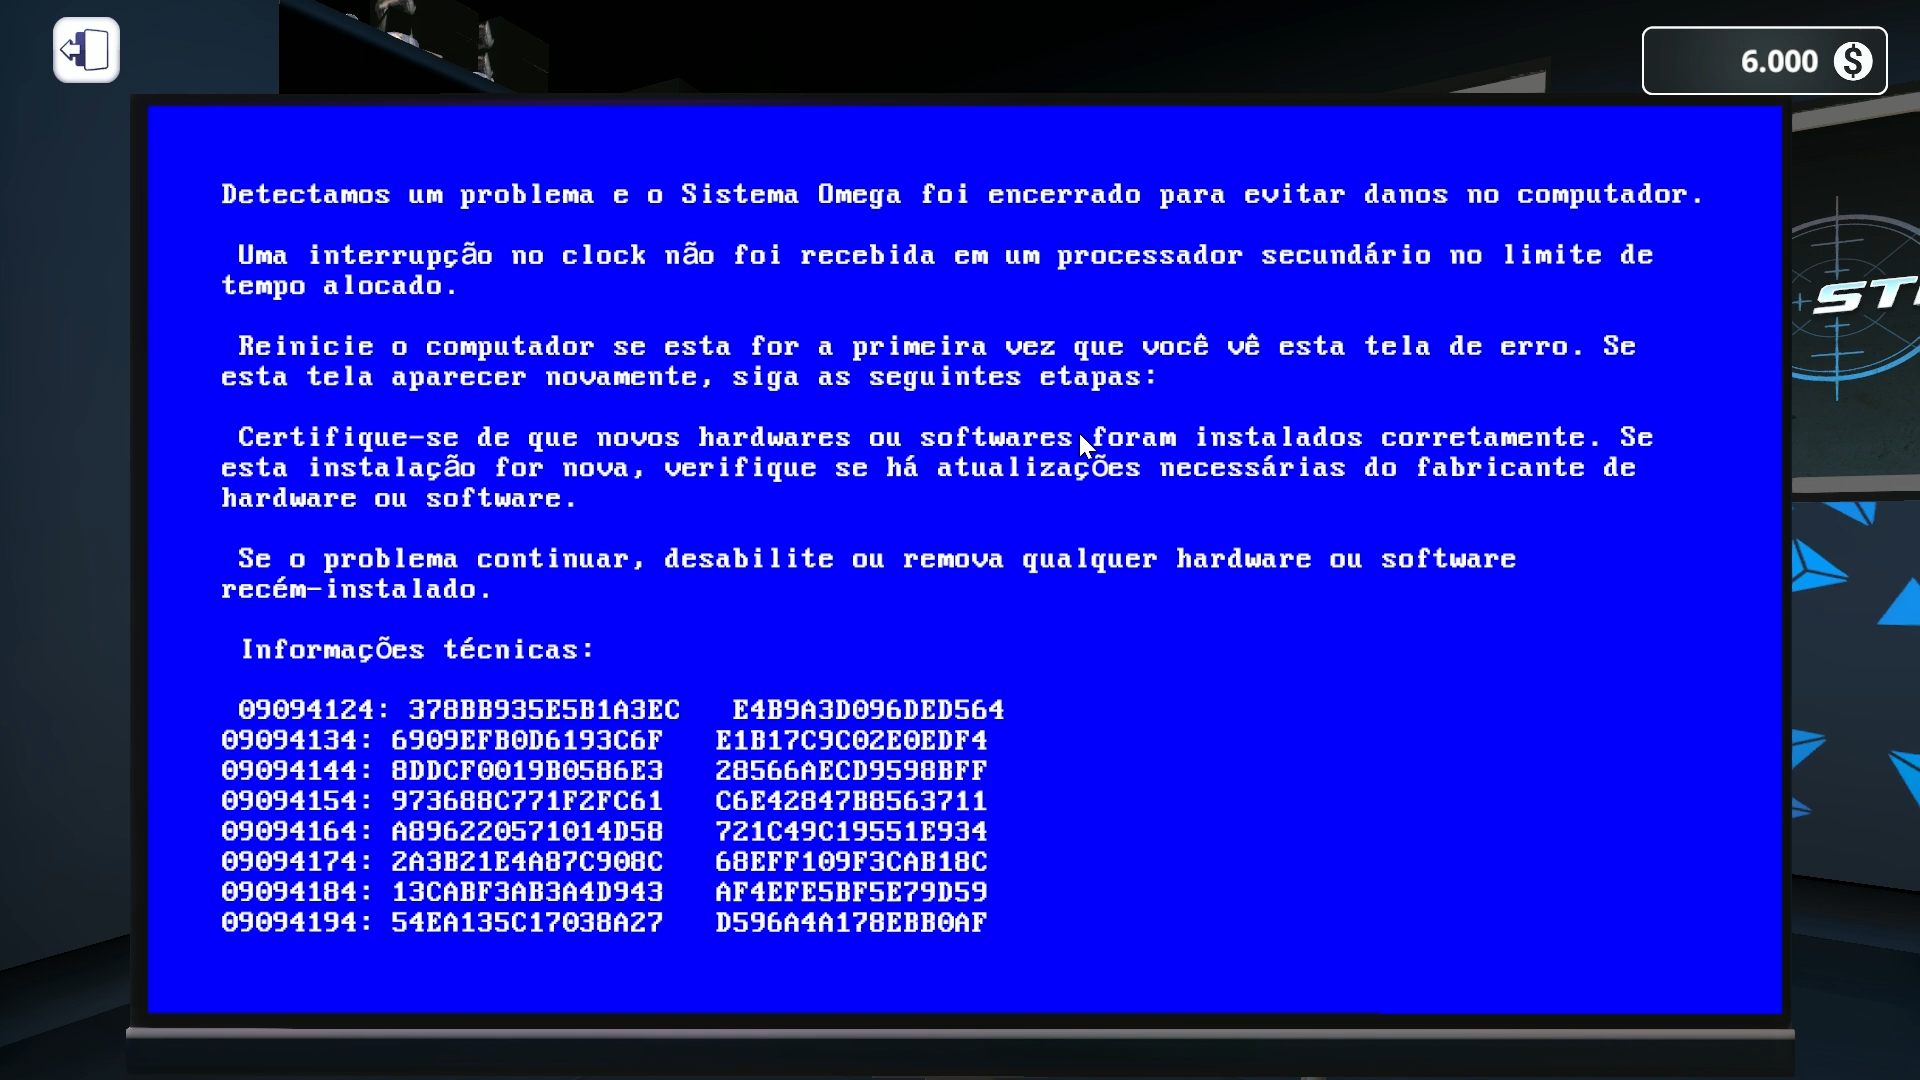 6.000
Detectamos um problema e o Sistema Omega foi encerrado para evitar danos no computador.
Uma interrupção no clock não foi recebida em um processador secundário no limite de
tempo alocado.
Reinicie o computador se esta for a primeira vez que você vê esta tela de erro. Se
esta tela aparecer novamente, siga as seguintes etapas:
Certifique-se de que novos hardwares ou softwares foram instalados corretamente. Se
esta instalação for nova, verifique se há atualizações necessárias do fabricante de
hardware ou software.
Se o problema continuar, desabilite ou remova qualquer hardware ou software
recém-instalado.
Informações técnicas:
09094124: 378BB935E5B1A3EC E4B9A3D096DED564
09094134: 6909EFB0D6193C6F E1B17C9C02E0EDF4
09094144: 8DDCF0019B0586E3 28566AECD9598BFF
09094154: 973688C771F2FC61 C6E42847B8563711
09094164: A896220571014D58 721C49C19551E934
09094174: 2A3B21E4A87C908C 68EFF109F3CAB18C
09094184: 13CABF3AB3A4D943 AF4EFE5BF5E79D59
09094194: 54EA135C17038A27 D596A4A178EBB0AF